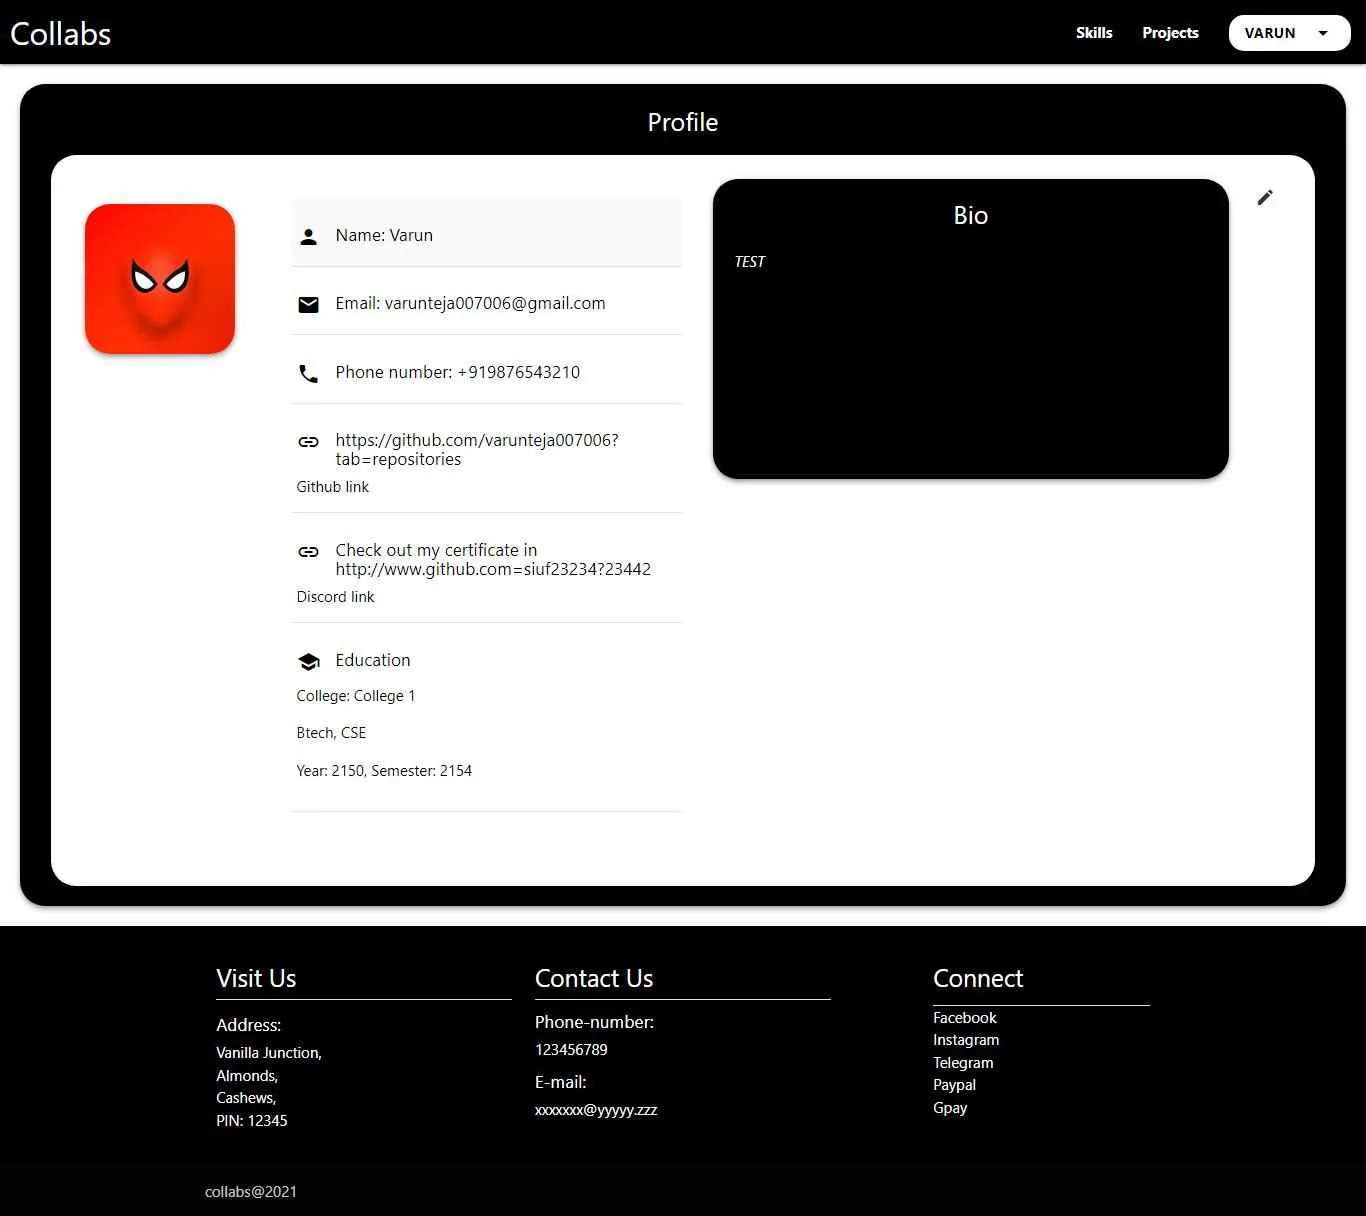 Collabs
Skills
Projects
VARUN
Profile
Name: Varun
Email: varunteja007006@gmail.com
Phone number: +919876543210
https://github.com/varunteja007006?
tab=repositories
Github link
Check out my certificate in
http://www.github.com=siuf23234?23442
Discord link
Education
College: College 1
Btech, CSE
Year: 2150, Semester: 2154
Bio
TEST
Visit Us
Address:
Vanilla Junction,
Almonds,
Cashews,
PIN: 12345
Contact Us
Phone-number:
123456789
E-mail:
xxxxxxx@yyyyy.zzz
Connect
Facebook
Instagram
Telegram
Paypal
Gpay
collabs@2021